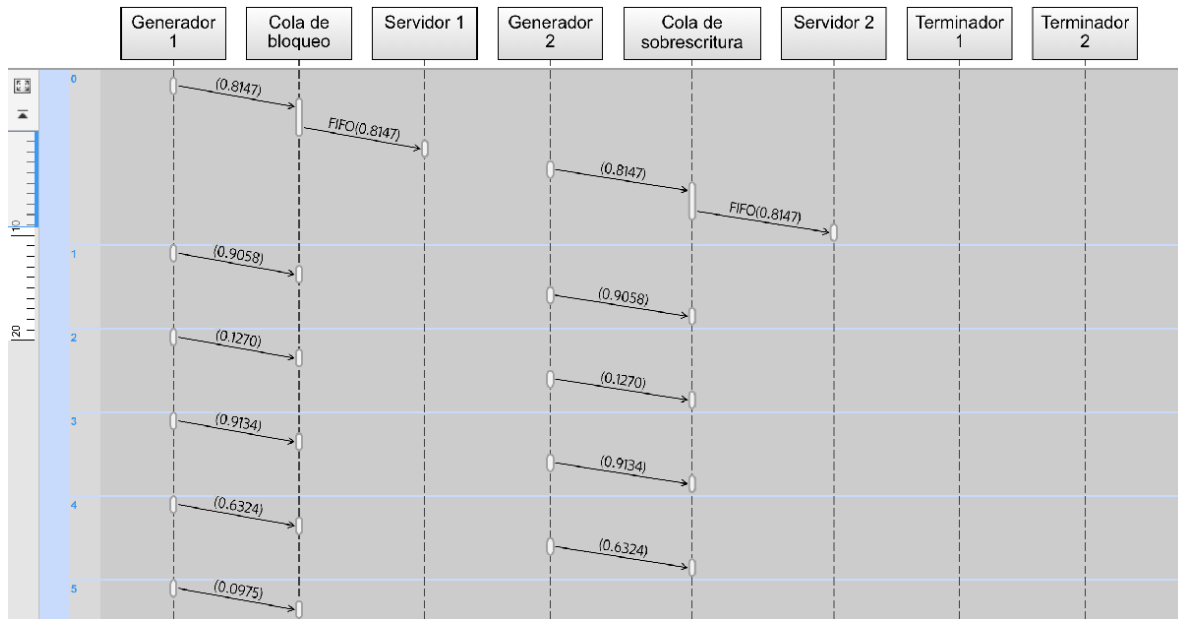 Generador
1
Cola de
bloqueo
Servidor 1
Generador
2
Cola de
sobrescritura
Servidor 2
Terminador
1
Terminador
2
0
(0.8147)
FIFO(0.8147)
(0.8147)
FIFO(0.8147)
10
1
(0.9058)
(0.9058)
20
2
(0.1270)
(0.1270)
3
(0.9134)
(0.9134)
4
(0.6324)
(0.6324)
5
(0.0975)